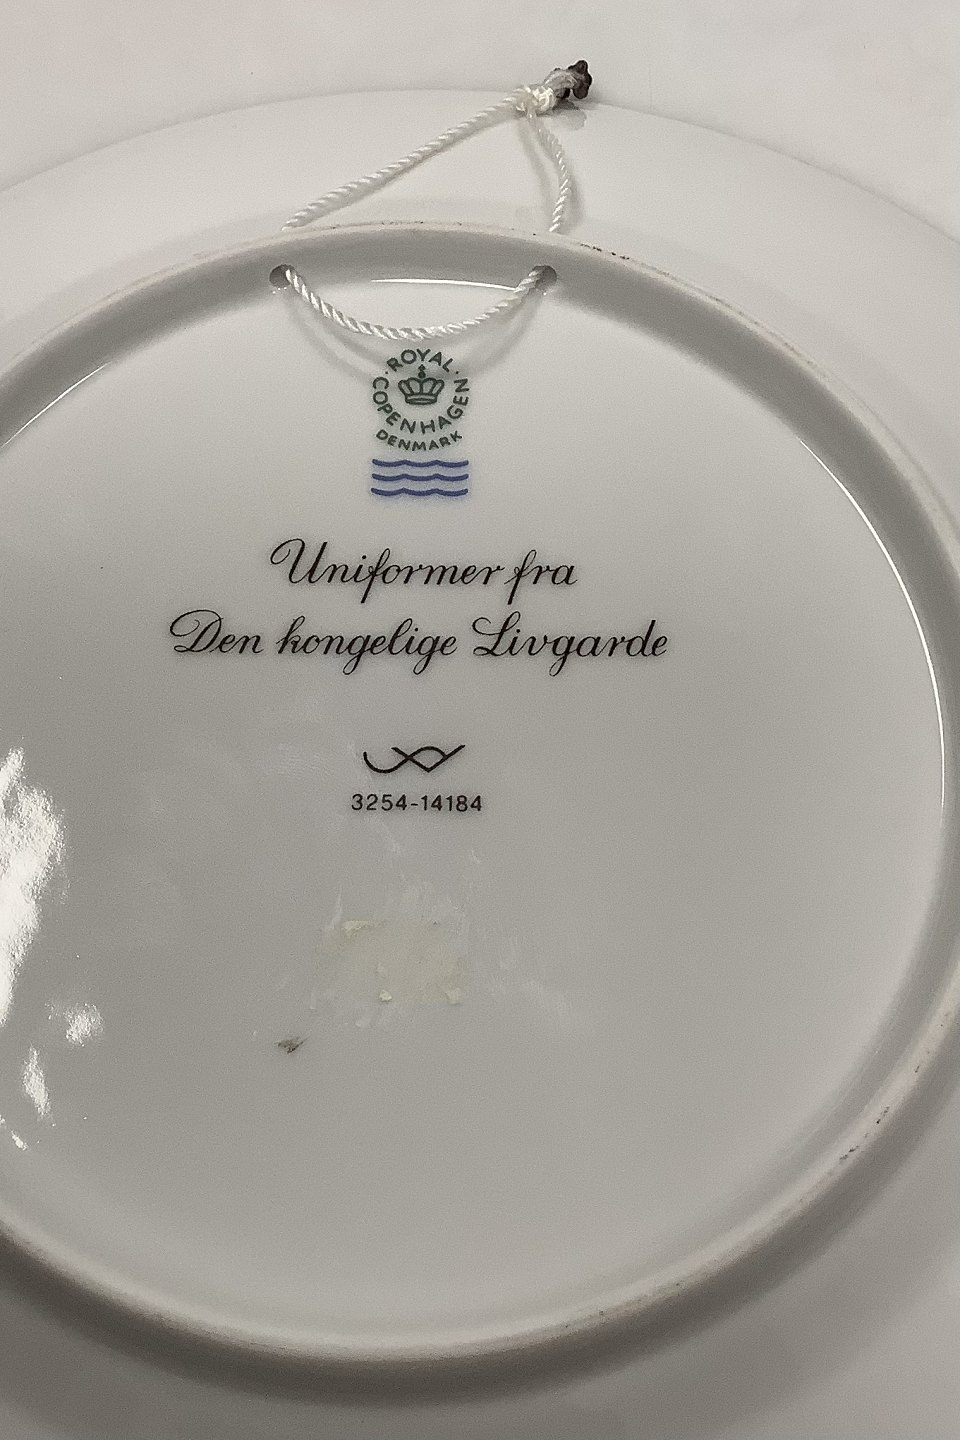 ROYAL
COPENHAGEN
DENMARK
Uniformer fra
Den kongelige Livgarde
3254-14184